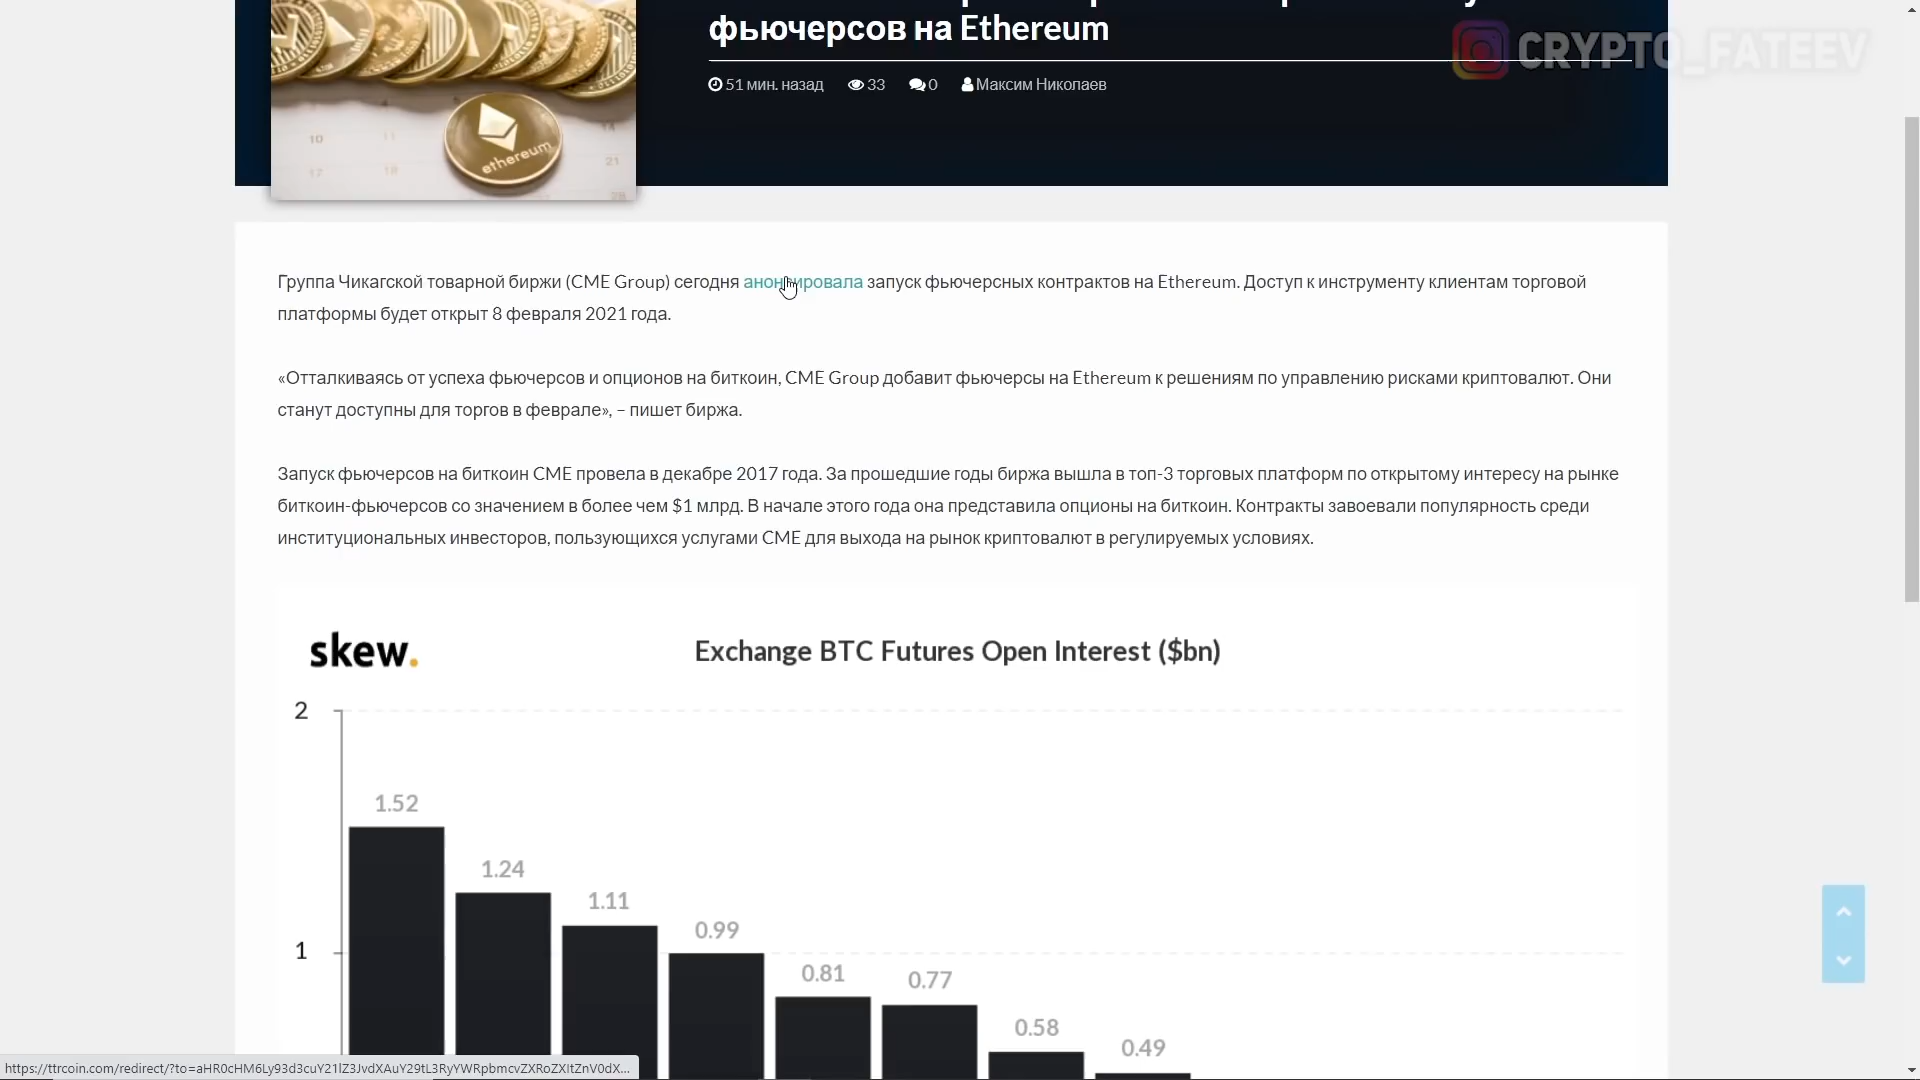 фьючерсов на Ethereum
CRYPTO_FATEEV
51 мин. назад 33 0 Максим Николаев
ethereum
10 11 14
17 18 21
28
Группа Чикагской товарной биржи (CME Group) сегодня анонсировала запуск фьючерсных контрактов на Ethereum. Доступ к инструменту клиентам торговой
платформы будет открыт 8 февраля 2021 года.
«Отталкиваясь от успеха фьючерсов и опционов на биткоин, CME Group добавит фьючерсы на Ethereum к решениям по управлению рисками криптовалют. Они
станут доступны для торгов в феврале», – пишет биржа.
Запуск фьючерсов на биткоин CME провела в декабре 2017 года. За прошедшие годы биржа вышла в топ-3 торговых платформ по открытому интересу на рынке
биткоин-фьючерсов со значением в более чем $1 млрд. В начале этого года она представила опционы на биткоин. Контракты завоевали популярность среди
институциональных инвесторов, пользующихся услугами CME для выхода на рынок криптовалют в регулируемых условиях.
skew.
Exchange BTC Futures Open Interest ($bn)
2
1.52
1.24
1.11
0.99
1
0.81
0.77
0.58
0.49